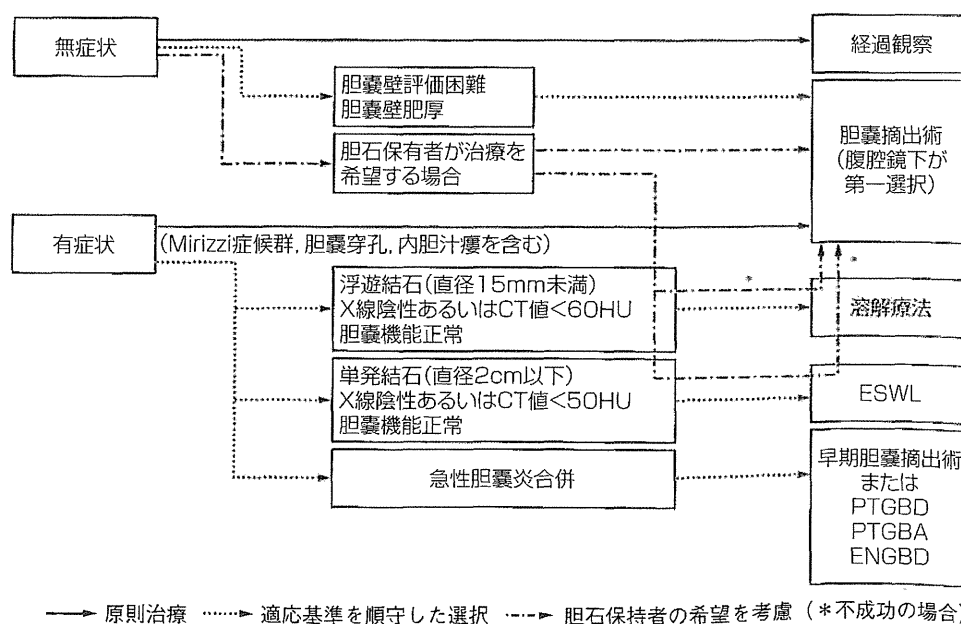 無症状
経過観察
胆嚢壁評価困難
胆嚢壁肥厚
胆石保有者が治療を
希望する場合
胆嚢摘出術
(腹腔鏡下が
第一選択)
有症状
(Mirizzi症候群, 胆嚢穿孔, 内胆汁瘻を含む)
浮遊結石(直径15mm未満)
X線陰性あるいはCT値<60HU
胆嚢機能正常
*
*
溶解療法
単発結石(直径2cm以下)
X線陰性あるいはCT値<50HU
胆嚢機能正常
ESWL
急性胆嚢炎合併
早期胆嚢摘出術
または
PTGBD
PTGBA
ENGBD
原則治療 適応基準を順守した選択 胆石保持者の希望を考慮 (*不成功の場合)